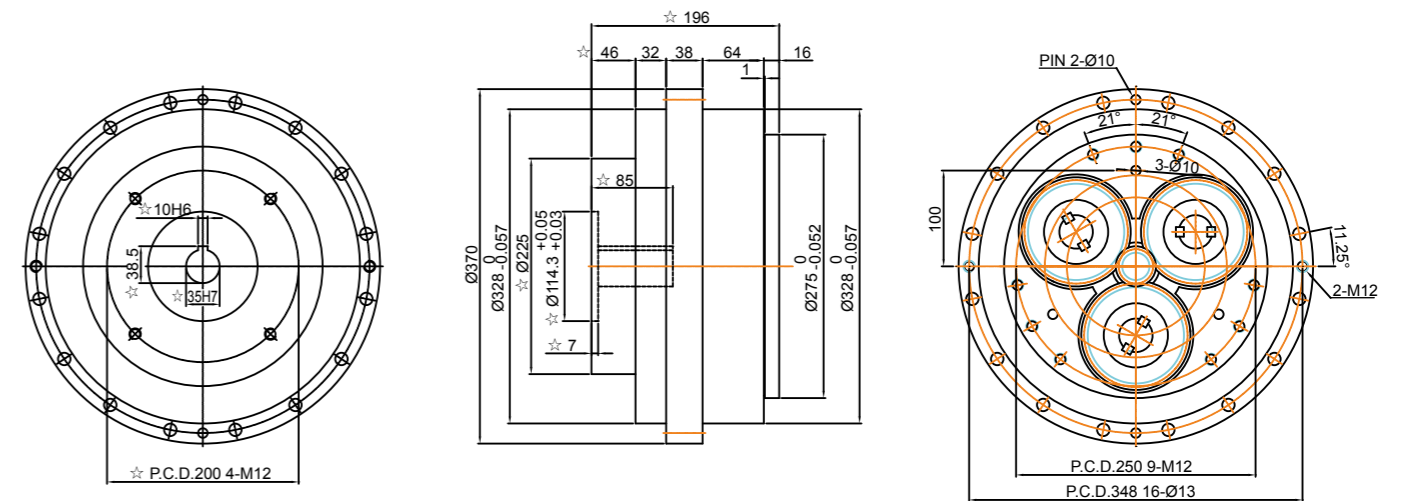 ☆10H6
☆ 38.5
☆ 35H7
☆ P.C.D.200 4-M12
☆ 196
☆ 46 32 38 64 16
1
☆ 85
Ø370
Ø328 0 -0.057
☆ Ø225
☆ Ø114.3 +0.05 +0.03
☆ 7
Ø275 0 -0.052
Ø328 0 -0.057
PIN 2-Ø10
21° 21°
3-Ø10
100
11.25°
2-M12
P.C.D.250 9-M12
P.C.D.348 16-Ø13